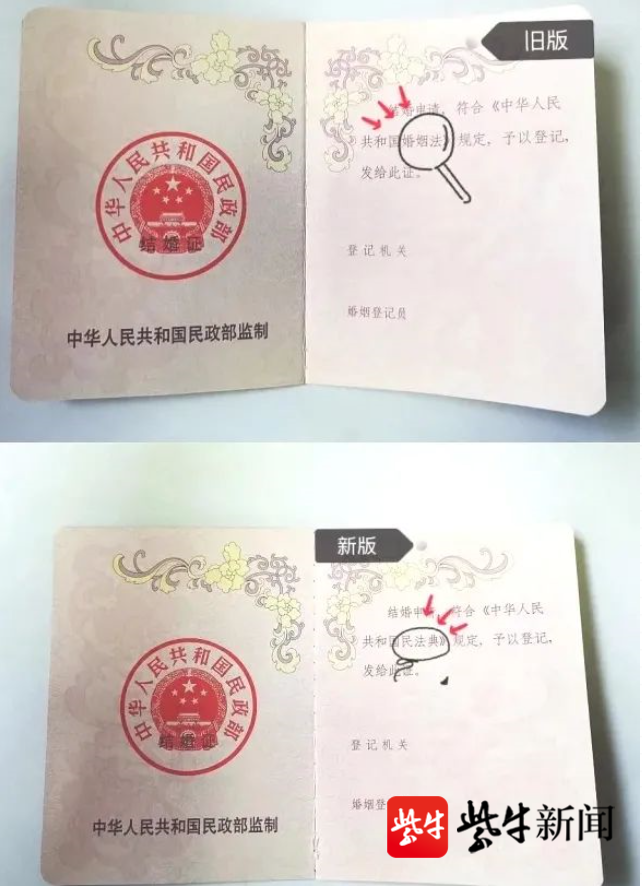 旧版
中华人民共和国民政部
结婚证
中华人民共和国民政部监制
结婚申请，符合《中华人民
共和国婚姻法》规定，予以登记，
发给此证。
登记机关
婚姻登记员
新版
中华人民共和国民政部
结婚证
中华人民共和国民政部监制
结婚申 符合《中华人民
共和国民法典》规定，予以登记，
发给此证。
登记机关
婚姻登
紫牛
紫牛新闻